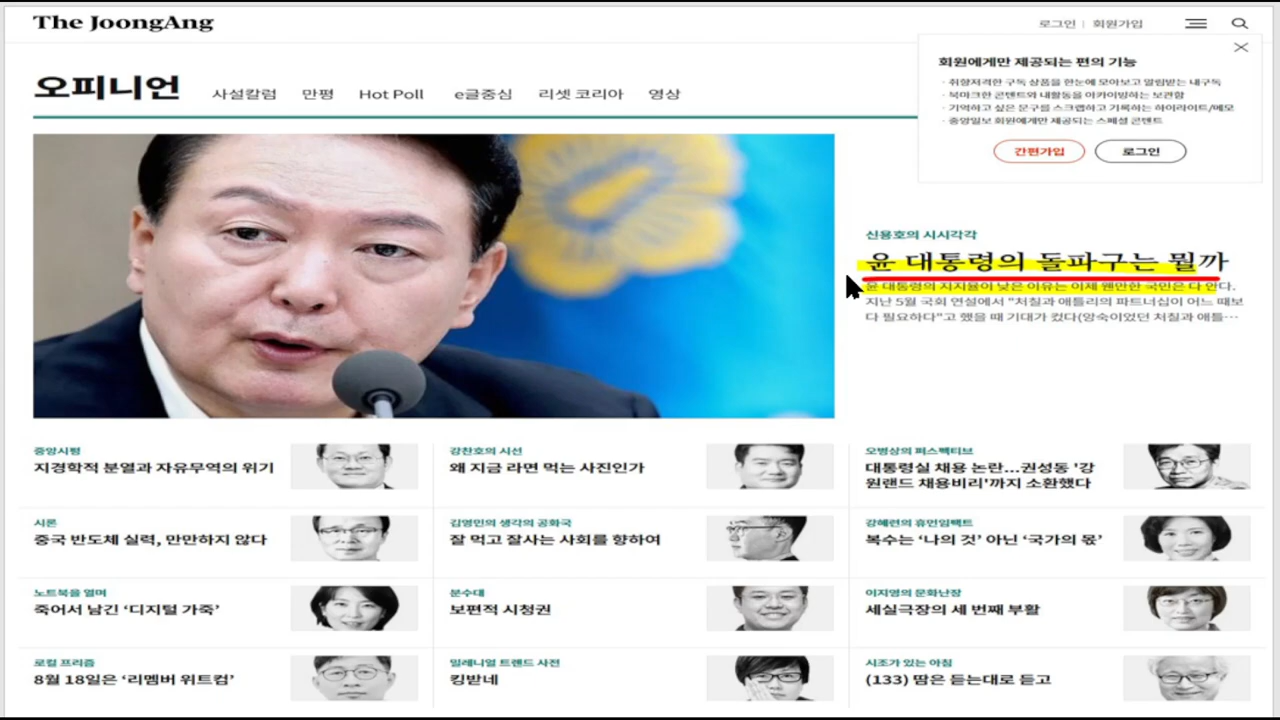 The JoongAng
로그인 | 회원가입
회원에게만 제공되는 편의 기능
· 취향저격한 구독 상품을 한눈에 모아보고 알림받는 내구독
· 북마크한 콘텐트와 내활동을 아카이빙하는 보관함
· 기억하고 싶은 문구를 스크랩하고 기록하는 하이라이트/메모
· 중앙일보 회원에게만 제공되는 스페셜 콘텐트
간편가입 로그인
오피니언 사설칼럼 만평 Hot Poll e글중심 리셋 코리아 영상
신용호의 시시각각
윤 대통령의 돌파구는 뭘까
윤 대통령의 지지율이 낮은 이유는 이제 웬만한 국민은 다 안다.
지난 5월 국회 연설에서 "처칠과 애틀리의 파트너십이 어느 때보
다 필요하다"고 했을 때 기대가 컸다(앙숙이었던 처칠과 애틀…
중앙시평
지경학적 분열과 자유무역의 위기
강찬호의 시선
왜 지금 라면 먹는 사진인가
오병상의 퍼스펙티브
대통령실 채용 논란...권성동 '강
원랜드 채용비리'까지 소환했다
시론
중국 반도체 실력, 만만하지 않다
김영민의 생각의 공화국
잘 먹고 잘사는 사회를 향하여
강혜련의 휴먼임팩트
복수는 ‘나의 것’ 아닌 ‘국가의 몫’
노트북을 열며
죽어서 남긴 ‘디지털 가죽’
분수대
보편적 시청권
이지영의 문화난장
세실극장의 세 번째 부활
로컬 프리즘
8월 18일은 ‘리멤버 위트컴’
밀레니얼 트렌드 사전
킹받네
시조가 있는 아침
(133) 땀은 듣는대로 듣고